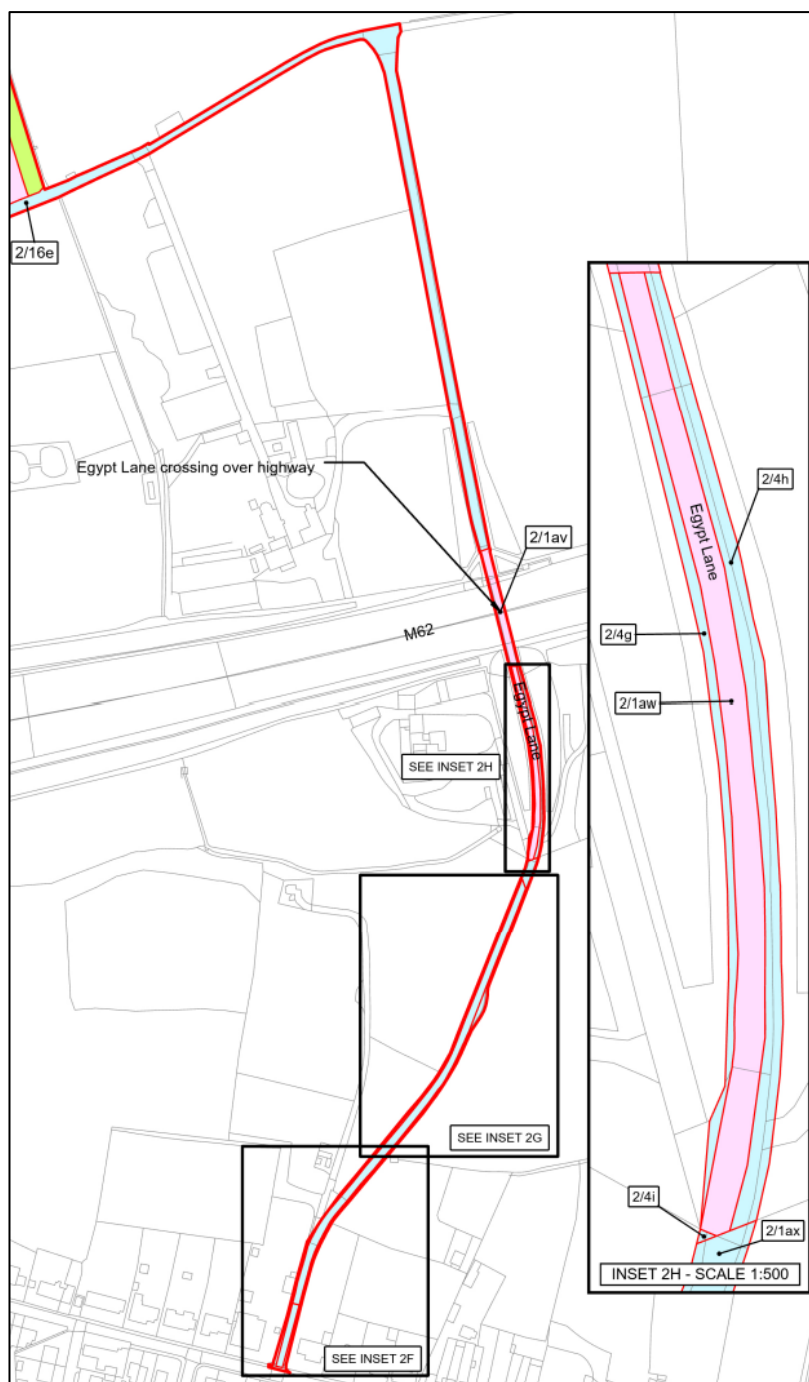 2/16e
Egypt Lane crossing over highway
2/1av
M62
Egypt Lane
SEE INSET 2H
SEE INSET 2G
SEE INSET 2F
2/4h
Egypt Lane
2/4g
2/1aw
2/4i
2/1ax
INSET 2H - SCALE 1:500